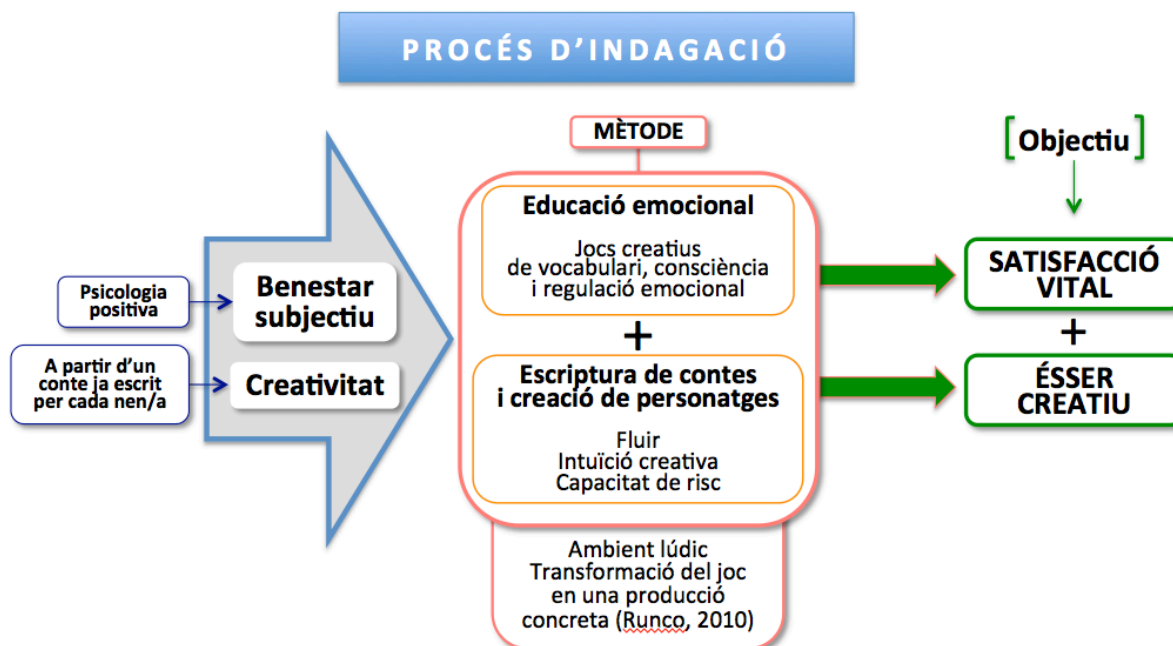 PROCÉS D’INDAGACIÓ
Psicologia
positiva
A partir d’un
conte ja escrit
per cada nen/a
Benestar
subjectiu
Creativitat
MÈTODE
Educació emocional
Jocs creatius
de vocabulari, consciència
i regulació emocional
+
Escriptura de contes
i creació de personatges
Fluir
Intuïció creativa
Capacitat de risc
Ambient lúdic
Transformació del joc
en una producció
concreta (Runco, 2010)
[Objectiu]
SATISFACCIÓ
VITAL
+
ÉSSER
CREATIU